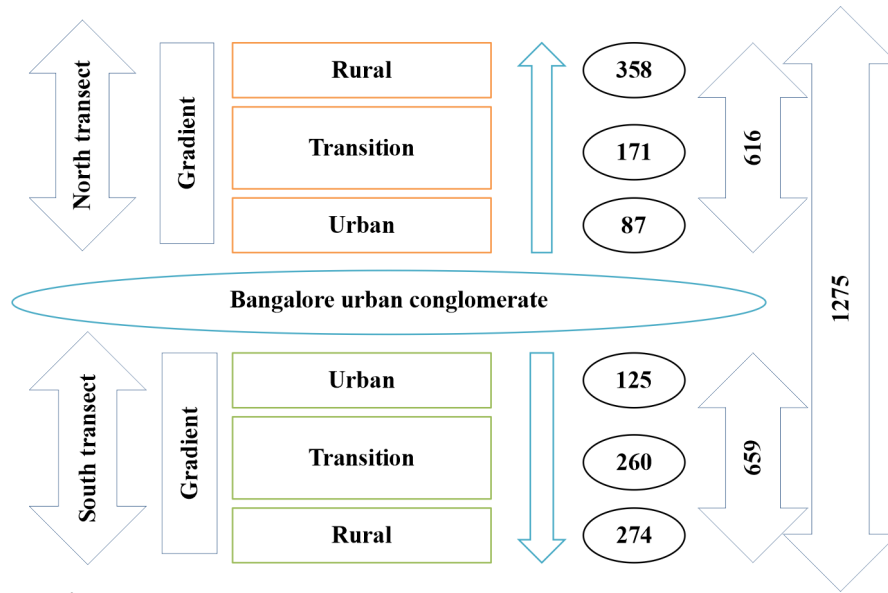 North transect
Gradient
Rural
358
Transition
171
Urban
87
616
Bangalore urban conglomerate
1275
South transect
Gradient
Urban
125
Transition
260
Rural
274
659